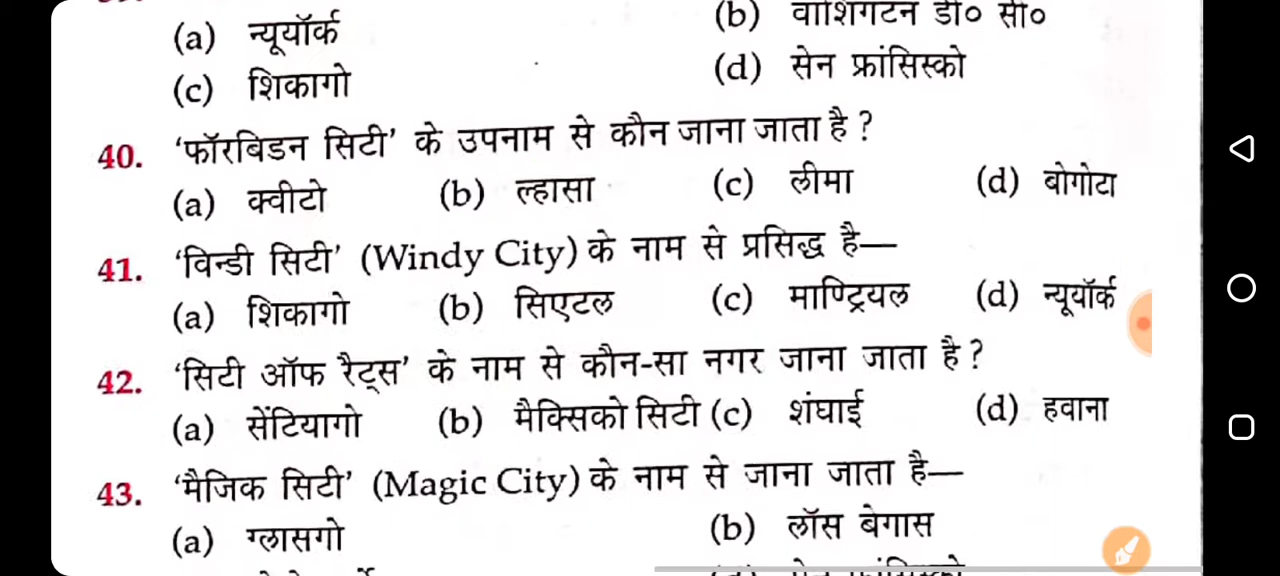 (a) न्यूयॉर्क (b) वाशिंगटन डी० सी०
(c) शिकागो (d) सेन फ्रांसिस्को
40. ‘फॉरबिडन सिटी’ के उपनाम से कौन जाना जाता है ?
(a) क्वीटो (b) ल्हासा (c) लीमा (d) बोगोटा
41. ‘विन्डी सिटी’ (Windy City) के नाम से प्रसिद्ध है—
(a) शिकागो (b) सिएटल (c) माण्ट्रियल (d) न्यूयॉर्क
42. ‘सिटी ऑफ रैट्स’ के नाम से कौन-सा नगर जाना जाता है ?
(a) सेंटियागो (b) मैक्सिको सिटी (c) शंघाई (d) हवाना
43. ‘मैजिक सिटी’ (Magic City) के नाम से जाना जाता है—
(a) ग्लासगो (b) लॉस बेगास